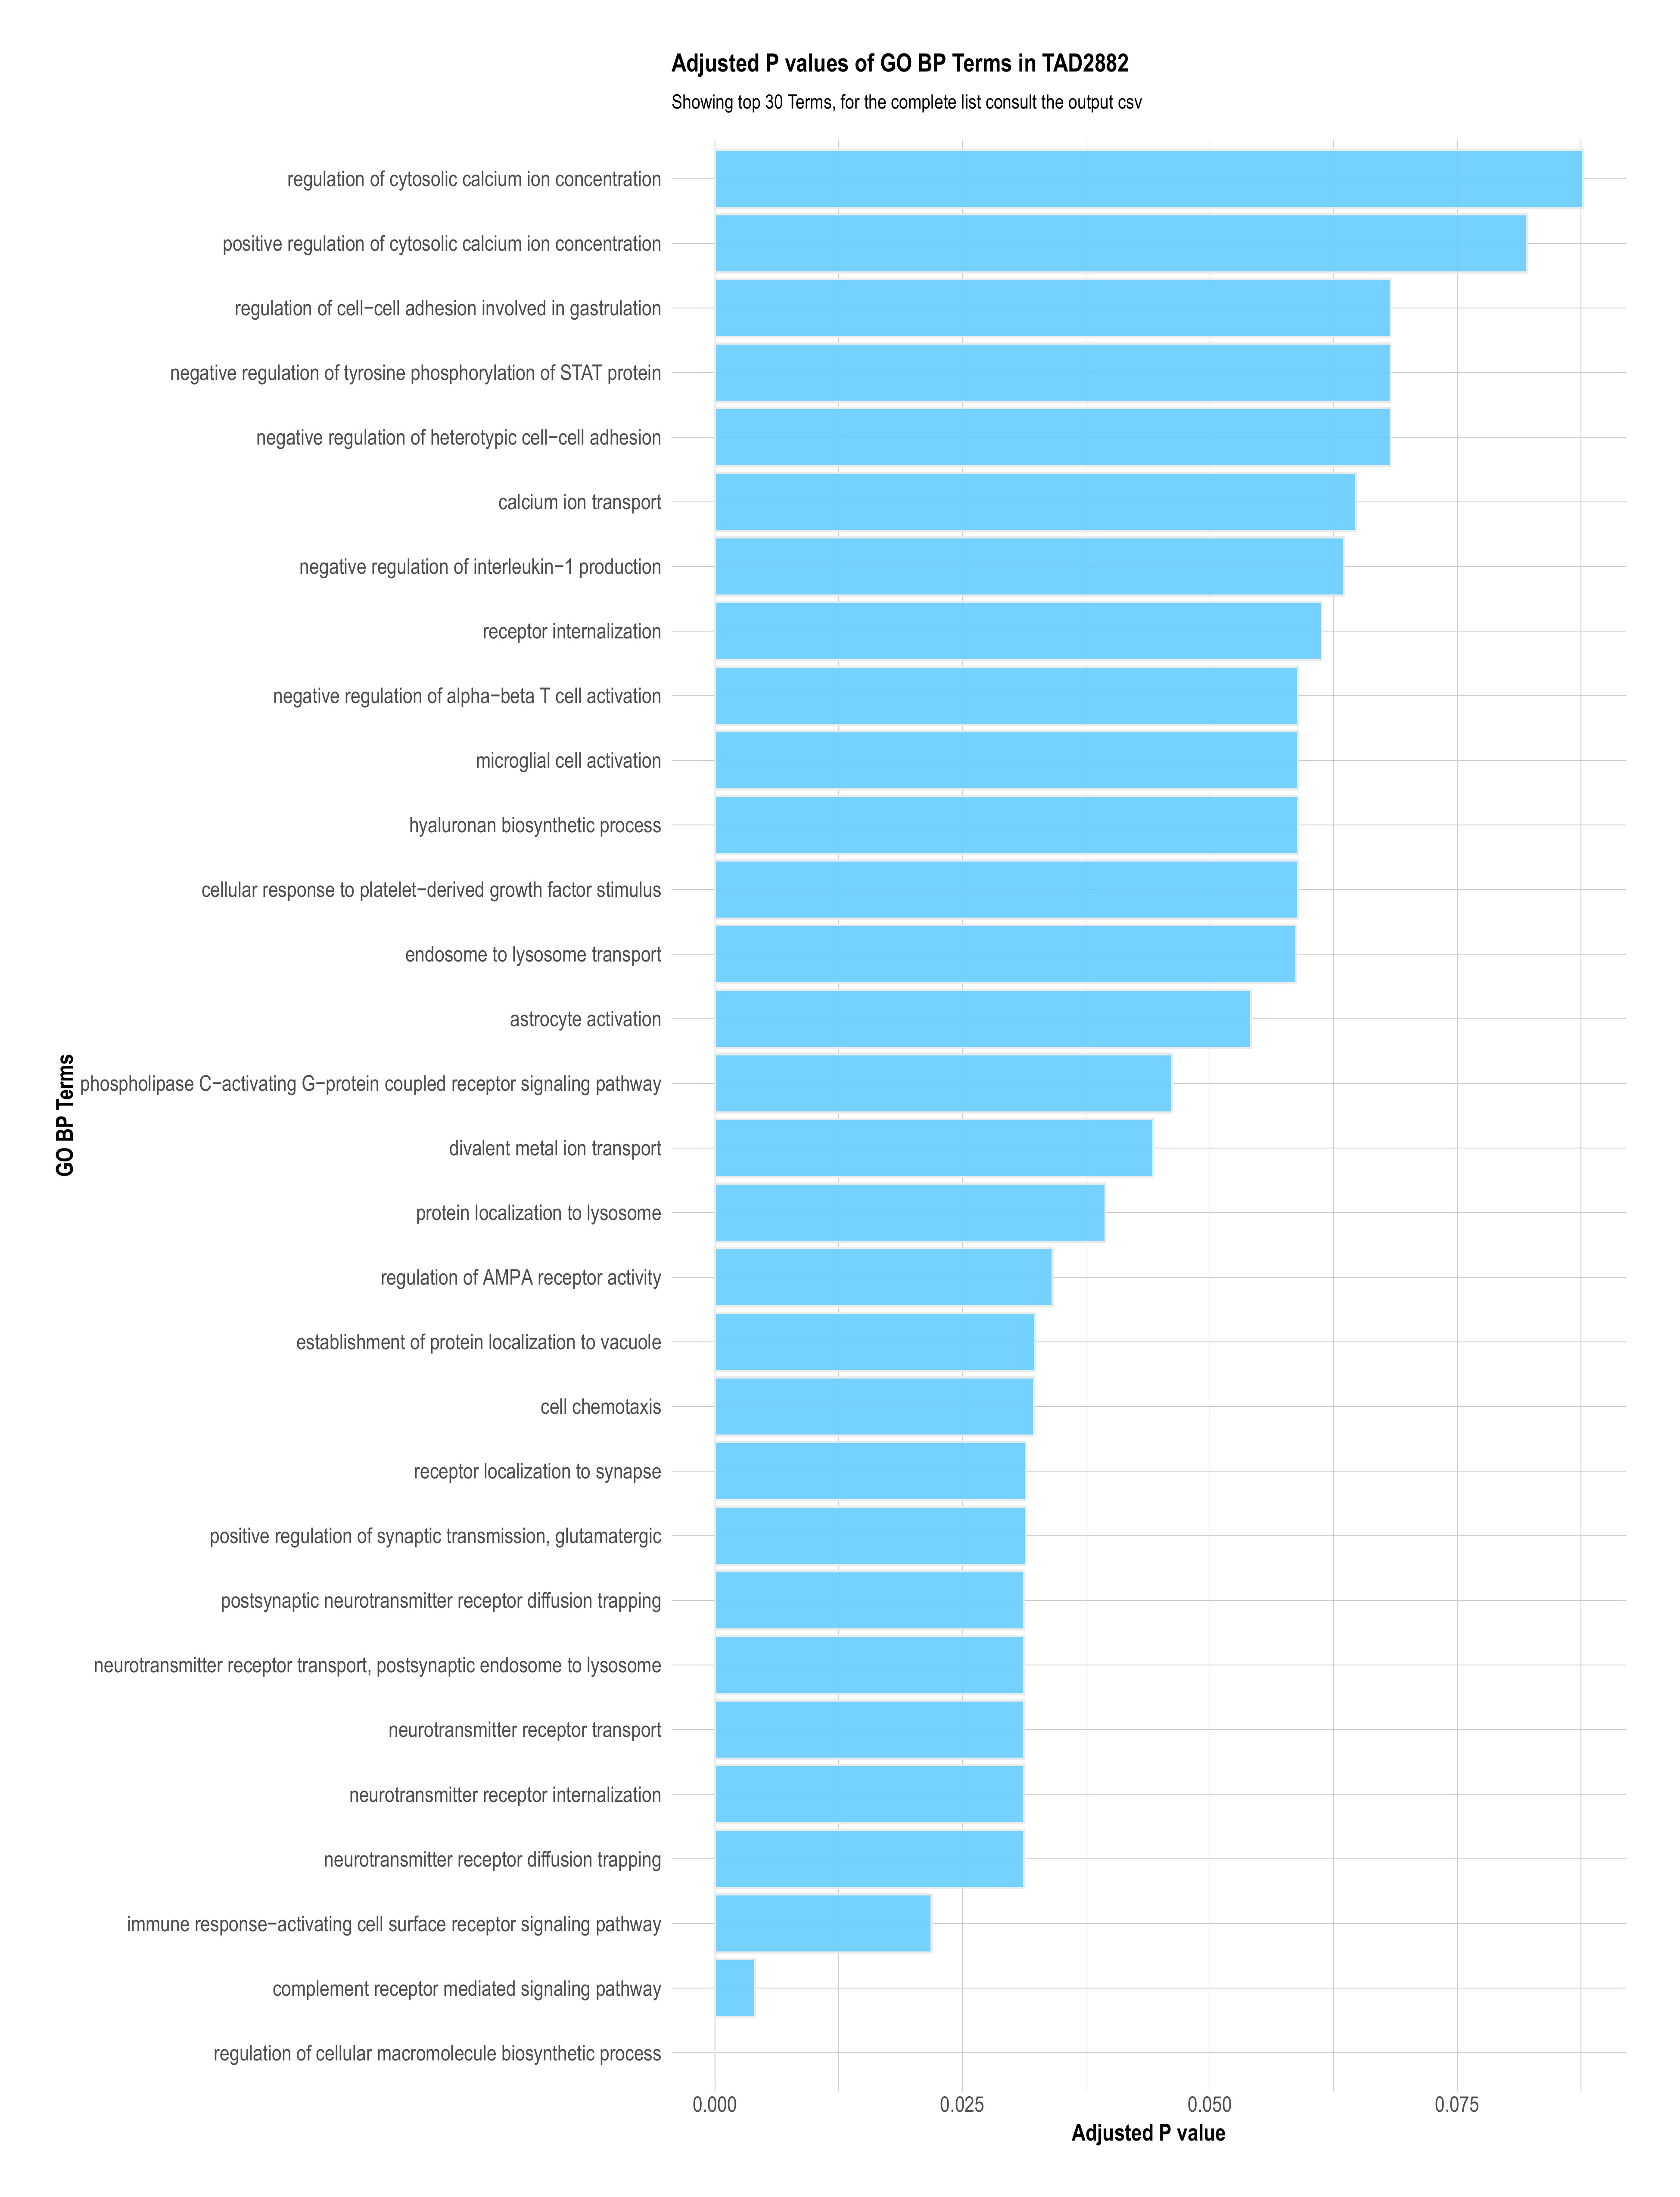 Adjusted P values of GO BP Terms in TAD2882
Showing top 30 Terms, for the complete list consult the output csv
regulation of cytosolic calcium ion concentration
positive regulation of cytosolic calcium ion concentration
regulation of cell−cell adhesion involved in gastrulation
negative regulation of tyrosine phosphorylation of STAT protein
negative regulation of heterotypic cell−cell adhesion
calcium ion transport
negative regulation of interleukin−1 production
receptor internalization
negative regulation of alpha−beta T cell activation
microglial cell activation
hyaluronan biosynthetic process
cellular response to platelet−derived growth factor stimulus
endosome to lysosome transport
astrocyte activation
phospholipase C−activating G−protein coupled receptor signaling pathway
divalent metal ion transport
protein localization to lysosome
regulation of AMPA receptor activity
establishment of protein localization to vacuole
cell chemotaxis
receptor localization to synapse
positive regulation of synaptic transmission, glutamatergic
postsynaptic neurotransmitter receptor diffusion trapping
neurotransmitter receptor transport, postsynaptic endosome to lysosome
neurotransmitter receptor transport
neurotransmitter receptor internalization
neurotransmitter receptor diffusion trapping
immune response−activating cell surface receptor signaling pathway
complement receptor mediated signaling pathway
regulation of cellular macromolecule biosynthetic process
GO BP Terms
0.000 0.025 0.050 0.075
Adjusted P value